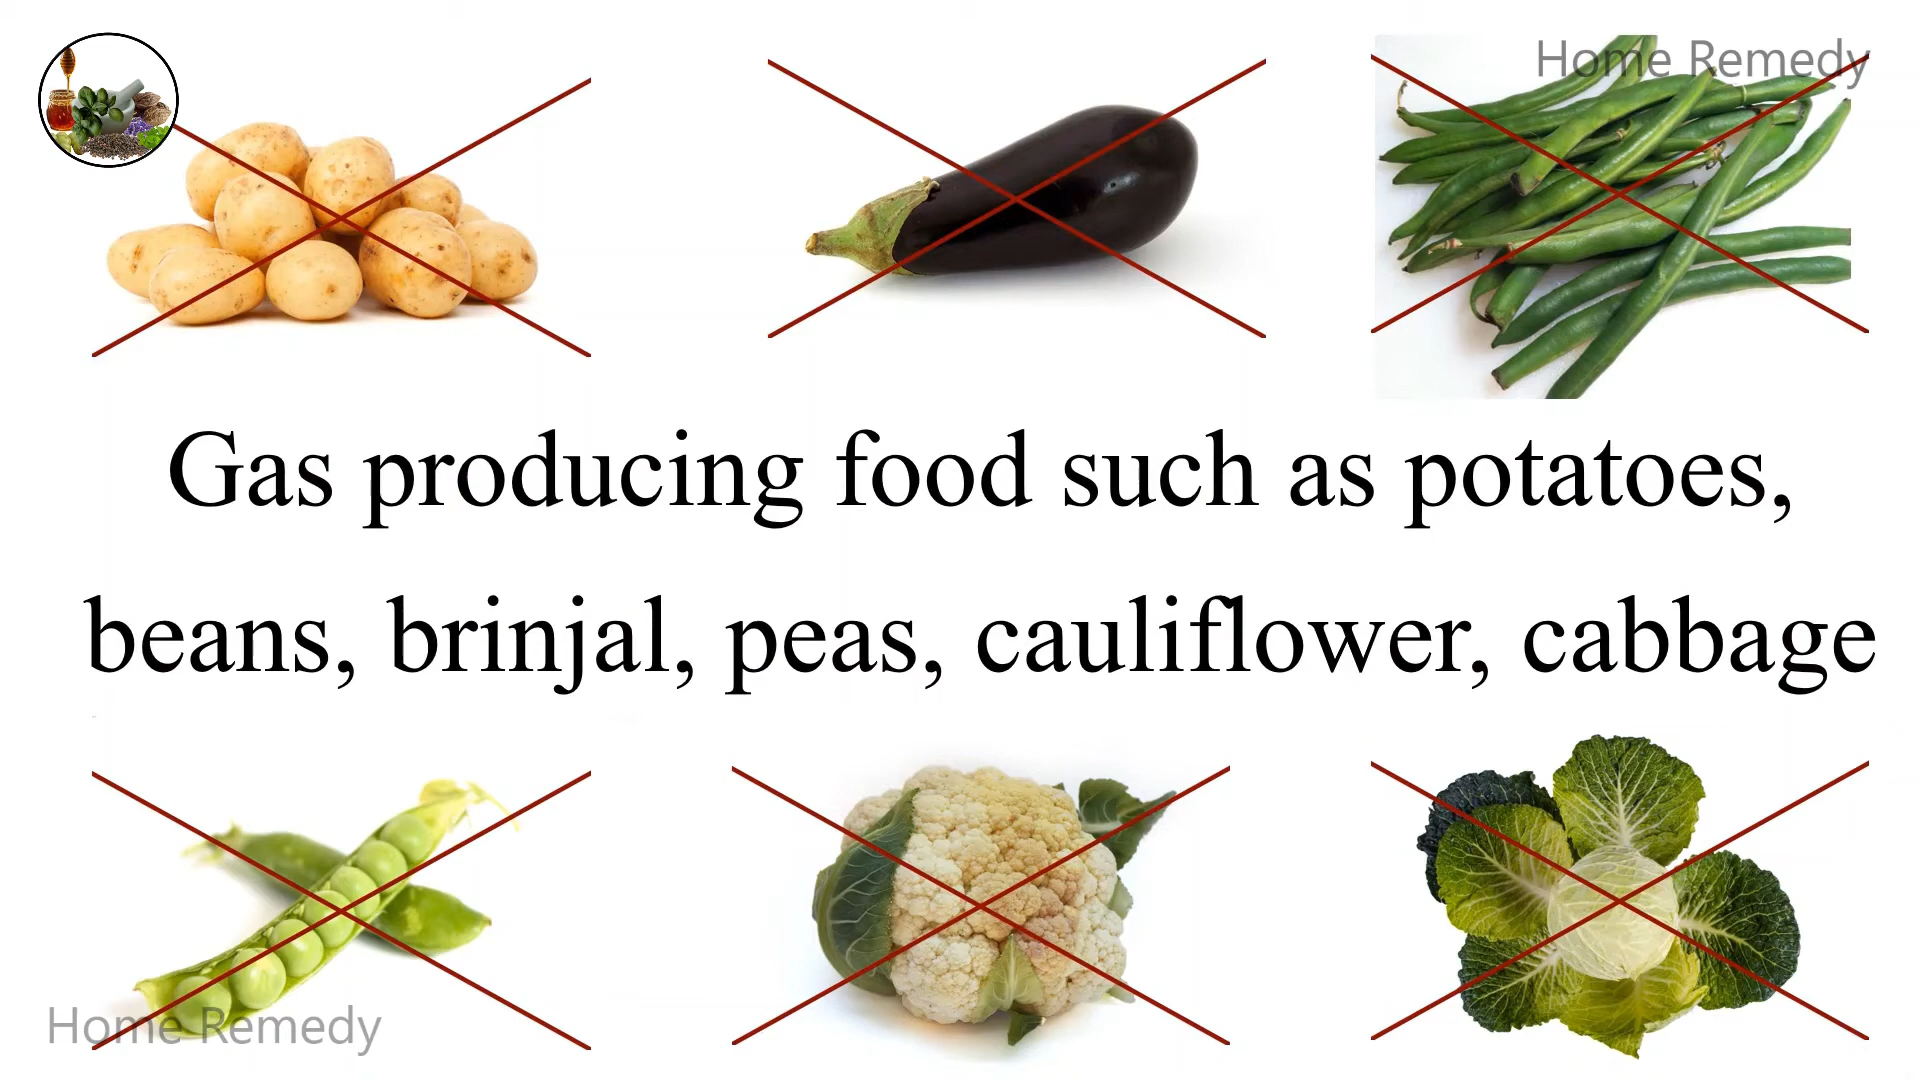 Home Remedy
Gas producing food such as potatoes,
beans, brinjal, peas, cauliflower, cabbage
Home Remedy